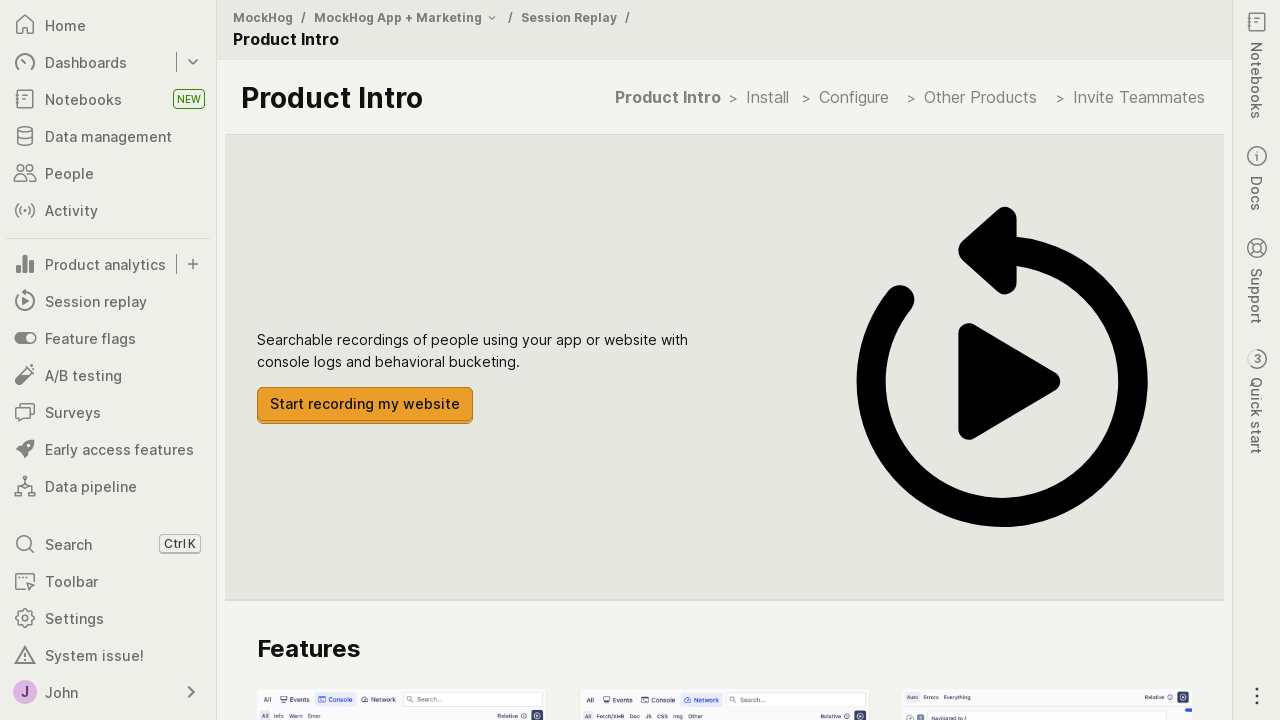 Home
Dashboards
Notebooks NEW
Data management
People
Activity
Product analytics
Session replay
Feature flags
A/B testing
Surveys
Early access features
Data pipeline
Search Ctrl K
Toolbar
Settings
System issue!
J John
MockHog / MockHog App + Marketing / Session Replay /
Product Intro
Product Intro
Product Intro > Install > Configure > Other Products > Invite Teammates
Searchable recordings of people using your app or website with
console logs and behavioral bucketing.
Start recording my website
Features
All Events Console Network Search...
All Info Warn Error Relative
All Events Console Network Search...
All Fetch/XHR Doc JS CSS Img Other Relative
Auto Errors Everything Relative
Navigated to /
Notebooks
Docs
Support
3 Quick start